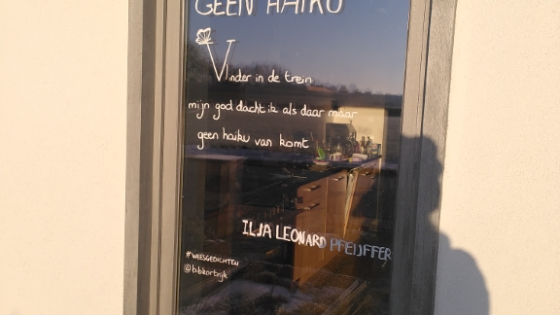 GEEN HAIKU
Vlinder in de trein
mijn god dacht ik als daar maar
geen haiku van komt
ILJA LEONARD PFEIJFFER
#WEESGEDICHTEN
@bibkortrijk